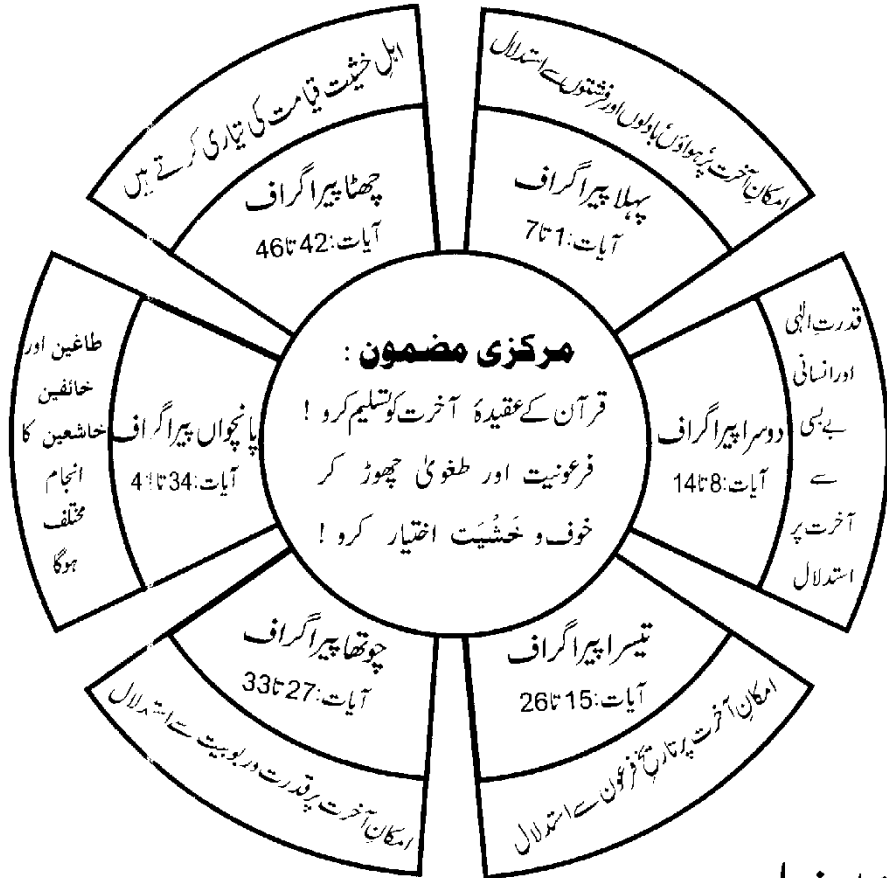 مرکزی مضمون :
قرآن کے عقیدۂ آخرت کو تسلیم کرو !
فرعونیت اور طغویٰ چھوڑ کر
خوف و خَشْیَت اختیار کرو !
امکانِ آخرت پر ہواؤں، بادلوں اور فرشتوں سے استدلال
پہلا پیراگراف
آیات:1 تا 7
قدرتِ الٰہی
اور انسانی
بے بسی
سے
آخرت پر
استدلال
دوسرا پیراگراف
آیات:8 تا 14
تیسرا پیراگراف
آیات:15 تا 26
امکانِ آخرت پر تاریخِ فرعون سے استدلال
چوتھا پیراگراف
آیات:27 تا 33
امکانِ آخرت پر قدرت و ربوبیت سے استدلال
طاغین اور
خائفین
خاشعین کا
انجام
مختلف
ہوگا
پانچواں پیراگراف
آیات:34 تا 41
اہلِ خشیت قیامت کی تیاری کرتے ہیں
چھٹا پیراگراف
آیات:42 تا 46